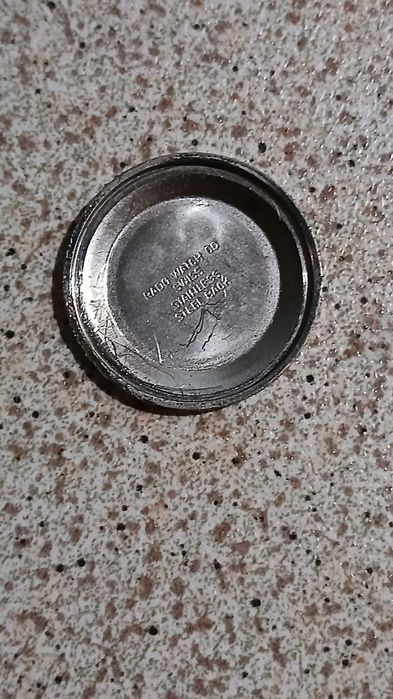 RADO WATCH CO
SWISS
STAINLESS
STEEL BACK